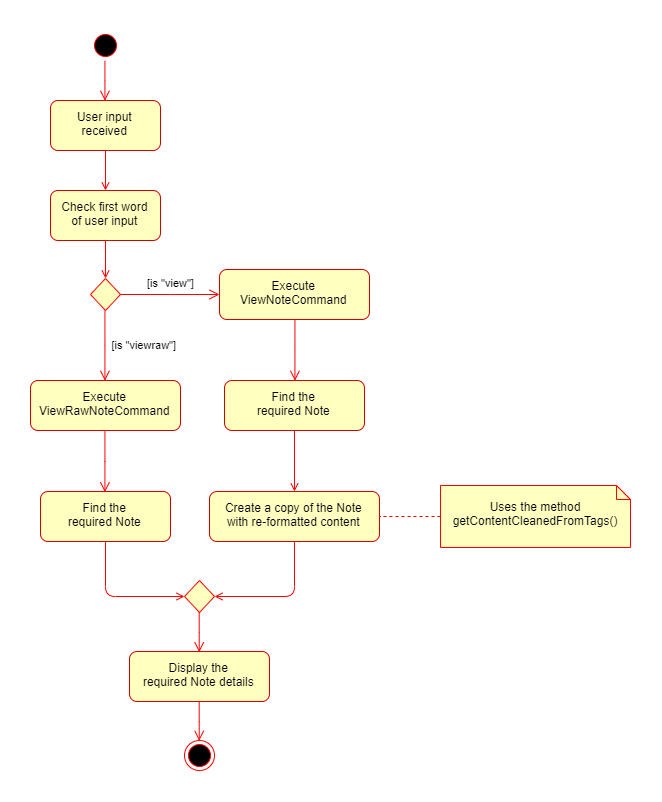 User input
received
Check first word
of user input
[is "view"]
Execute
ViewNoteCommand
[is "viewraw"]
Execute
ViewRawNoteCommand
Find the
required Note
Find the
required Note
Create a copy of the Note
with re-formatted content
Uses the method
getContentCleanedFromTags()
Display the
required Note details